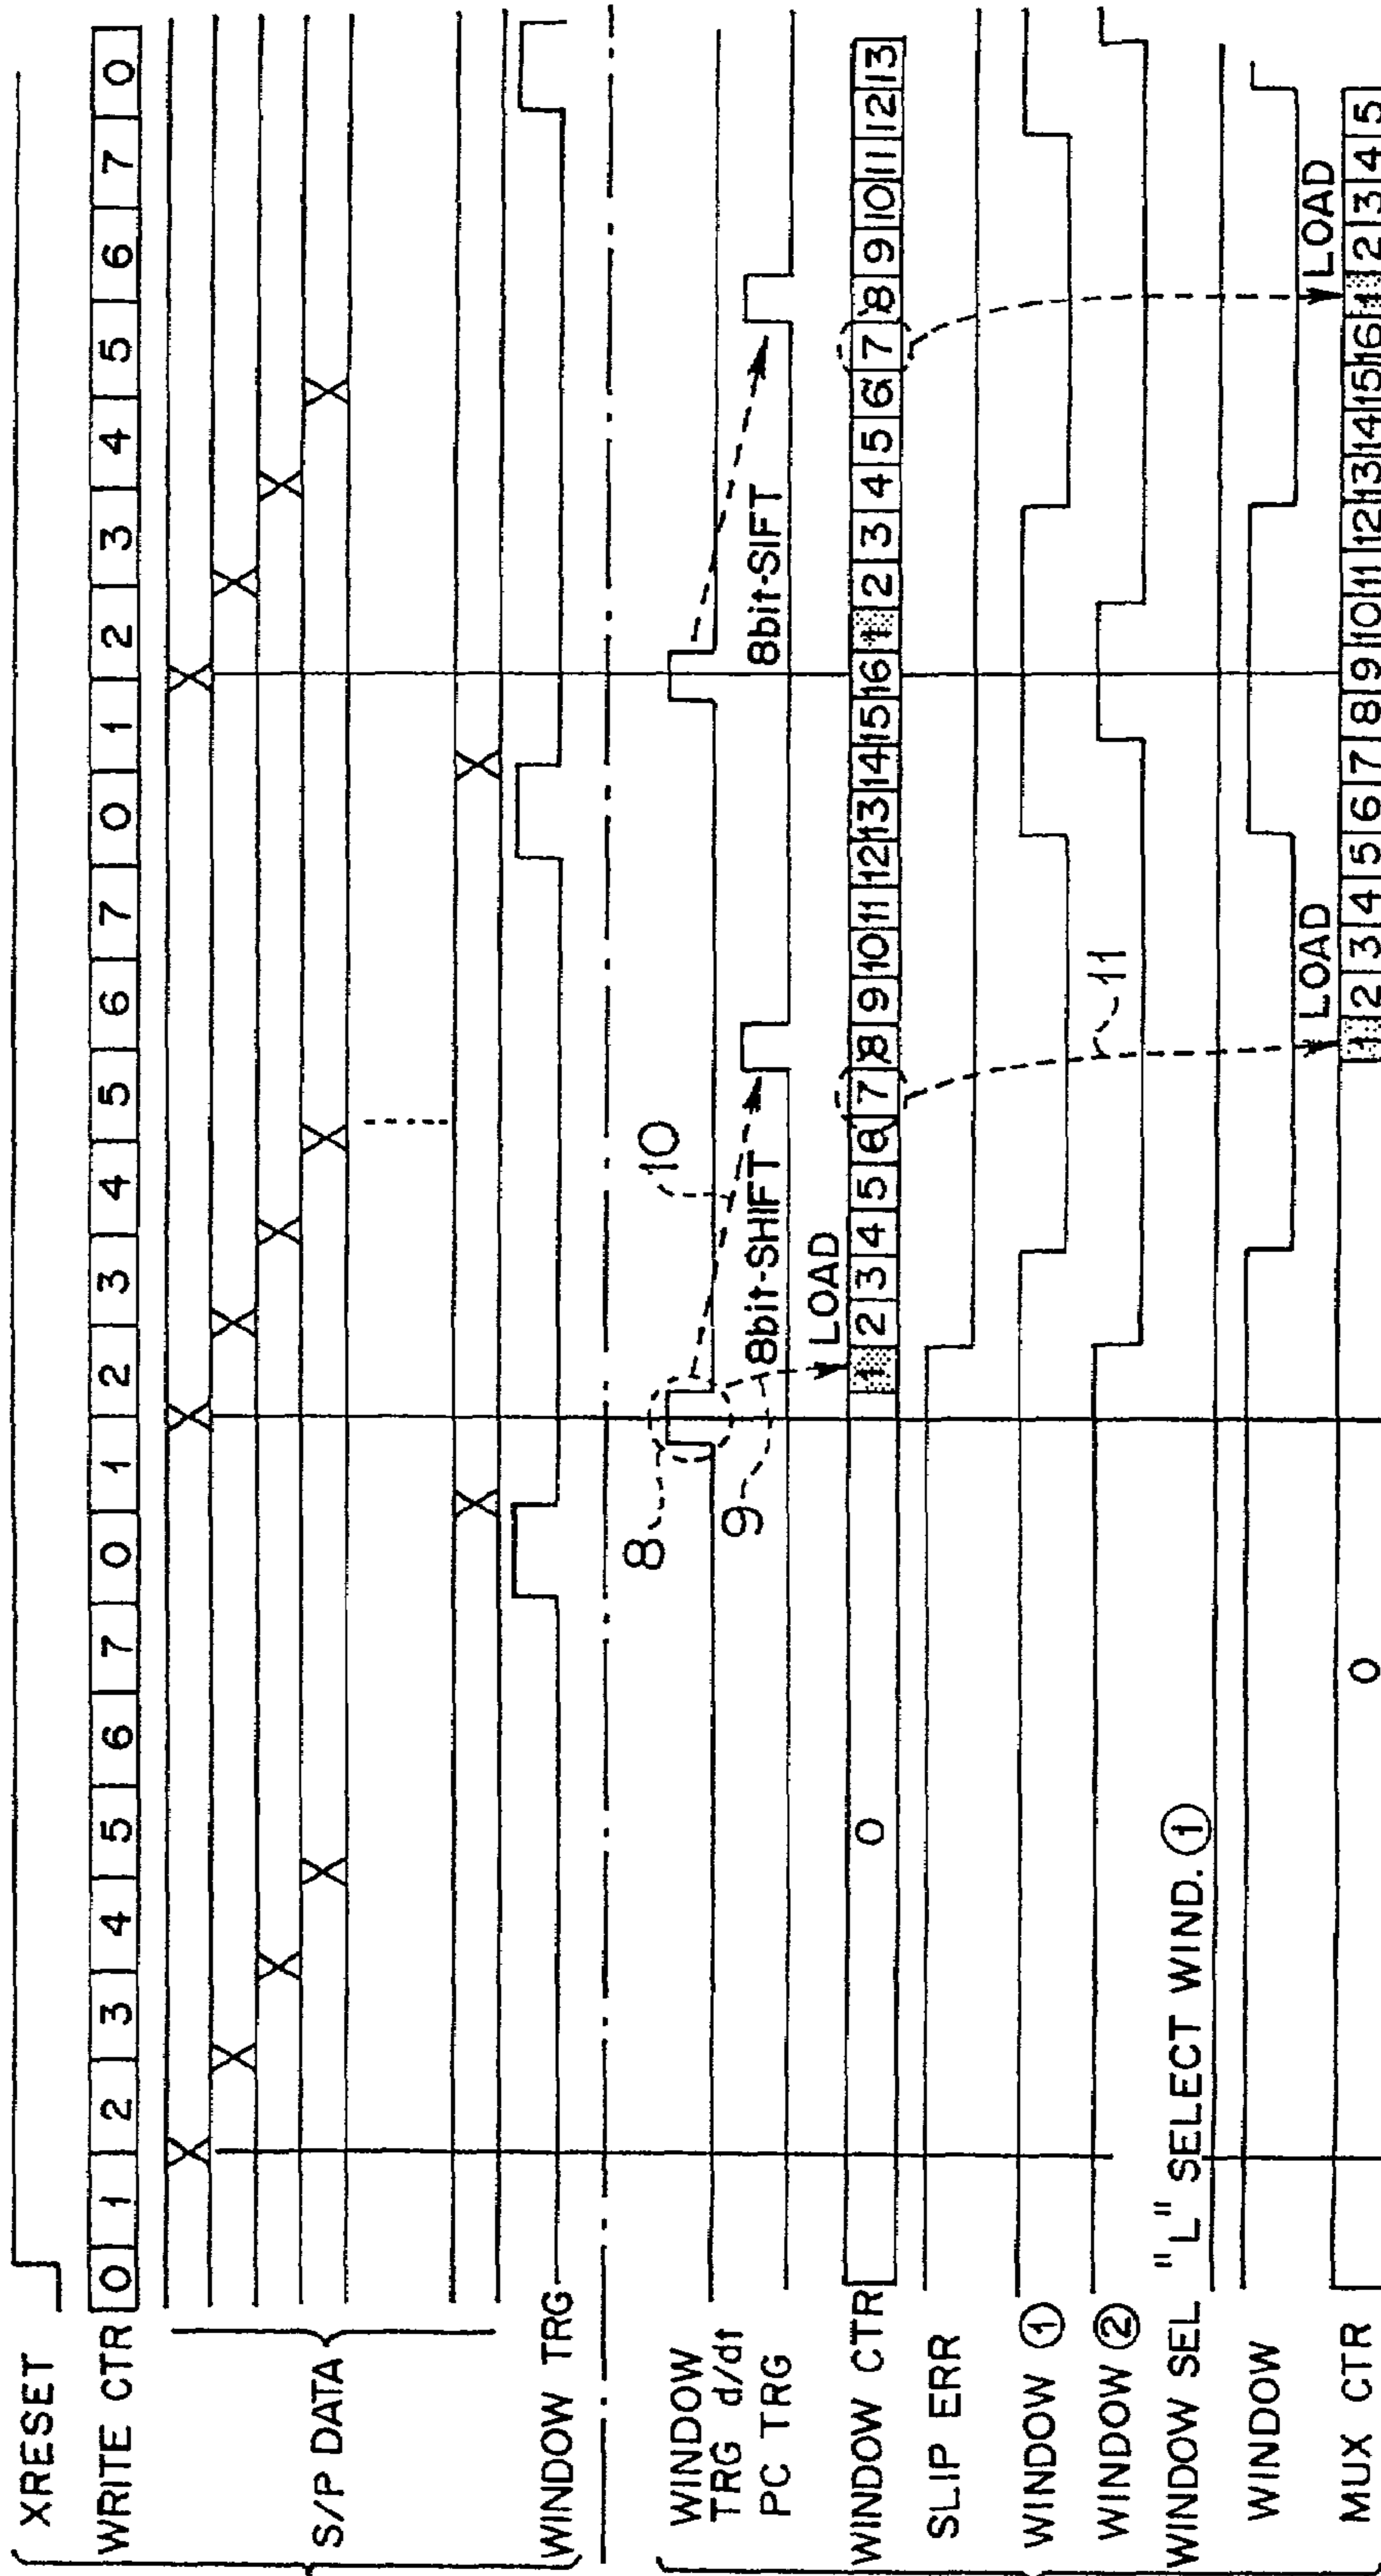 XRESET
WRITE CTR 0 1 2 3 4 5 6 7 0 1 2 3 4 5 6 7 0 1 2 3 4 5 6 7 0
S/P DATA
WINDOW TRG
WINDOW
TRG d/dt
8
10
PC TRG
9
8bit-SHIFT
8bit-SIFT
LOAD
WINDOW CTR 0 1 2 3 4 5 6 7 8 9 10 11 12 13 14 15 16 1 2 3 4 5 6 7 8 9 10 11 12 13
SLIP ERR
WINDOW ①
WINDOW ②
11
WINDOW SEL "L" SELECT WIND. ①
WINDOW
LOAD
LOAD
MUX CTR 0 1 2 3 4 5 6 7 8 9 10 11 12 13 14 15 16 1 2 3 4 5